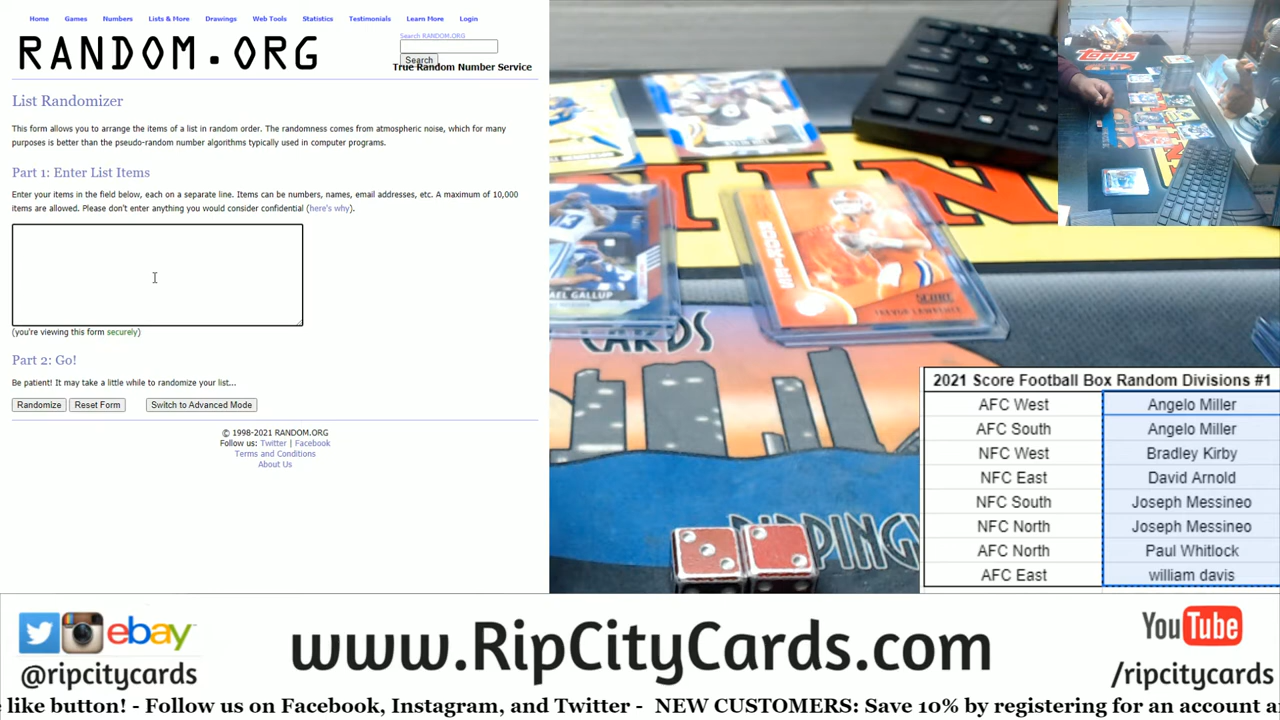 Home Games Numbers Lists & More Drawings Web Tools Statistics Testimonials Learn More Login
RANDOM.ORG
Search RANDOM.ORG
Search
True Random Number Service
List Randomizer
This form allows you to arrange the items of a list in random order. The randomness comes from atmospheric noise, which for many
purposes is better than the pseudo-random number algorithms typically used in computer programs.
Part 1: Enter List Items
Enter your items in the field below, each on a separate line. Items can be numbers, names, email addresses, etc. A maximum of 10,000
items are allowed. Please don't enter anything you would consider confidential (here's why).
(you're viewing this form securely)
Part 2: Go!
Be patient! It may take a little while to randomize your list...
Randomize Reset Form Switch to Advanced Mode
© 1998-2021 RANDOM.ORG
Follow us: Twitter | Facebook
Terms and Conditions
About Us
Topps
GALLUP
SCORE
TREVOR LAWRENCE
CARDS
RIPPING
2021 Score Football Box Random Divisions #1
AFC West Angelo Miller
AFC South Angelo Miller
NFC West Bradley Kirby
NFC East David Arnold
NFC South Joseph Messineo
NFC North Joseph Messineo
AFC North Paul Whitlock
AFC East william davis
ebay
@ripcitycards
www.RipCityCards.com
YouTube
/ripcitycards
like button! - Follow us on Facebook, Instagram, and Twitter - NEW CUSTOMERS: Save 10% by registering for an account